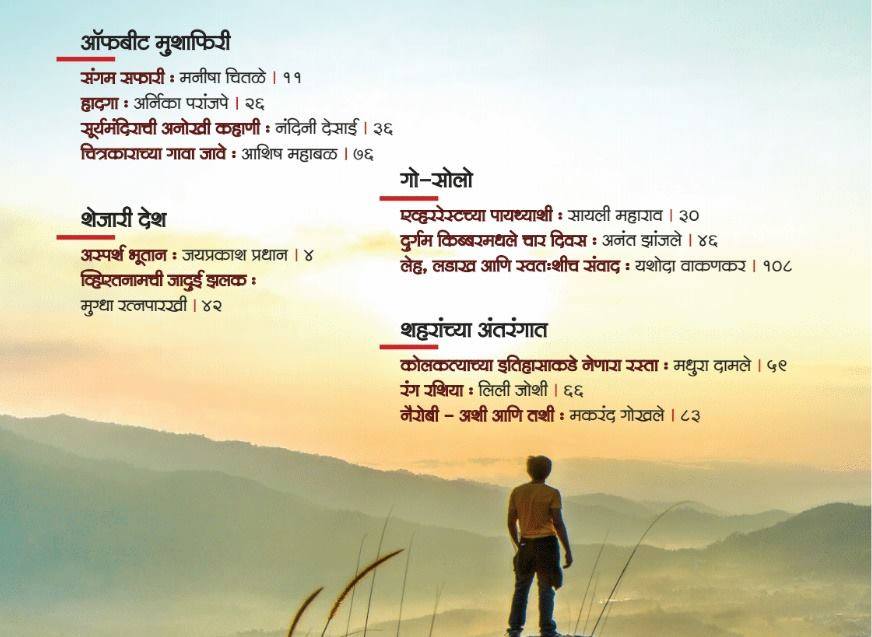 ऑफबीट मुशाफिरी
संगम सफारी : मनीषा चितळे | ११
हादगा : अर्निका परांजपे | २६
सूर्यमंदिराची अनोखी कहाणी : नंदिनी देसाई | ३६
चित्रकाराच्या गावा जावे : आशिष महाबळ | ७६
शेजारी देश
अस्पर्श भूतान : जयप्रकाश प्रधान | ४
व्हिएतनामची जादुई झलक :
मुग्धा रत्नपारखी | ४२
गो-सोलो
एव्हररेस्टच्या पायथ्याशी : सायली महाराव | ३०
दुर्गम किब्बरमधले चार दिवस : अनंत झांजले | ४६
लेह, लडाख आणि स्वतःशीच संवाद : यशोदा वाकणकर | १०८
शहरांच्या अंतरंगात
कोलकत्याच्या इतिहासाकडे नेणारा रस्ता : मधुरा दामले | ५९
रंग रशिया : लिली जोशी | ६६
नैरोबी - अशी आणि तशी : मकरंद गोखले | ८३